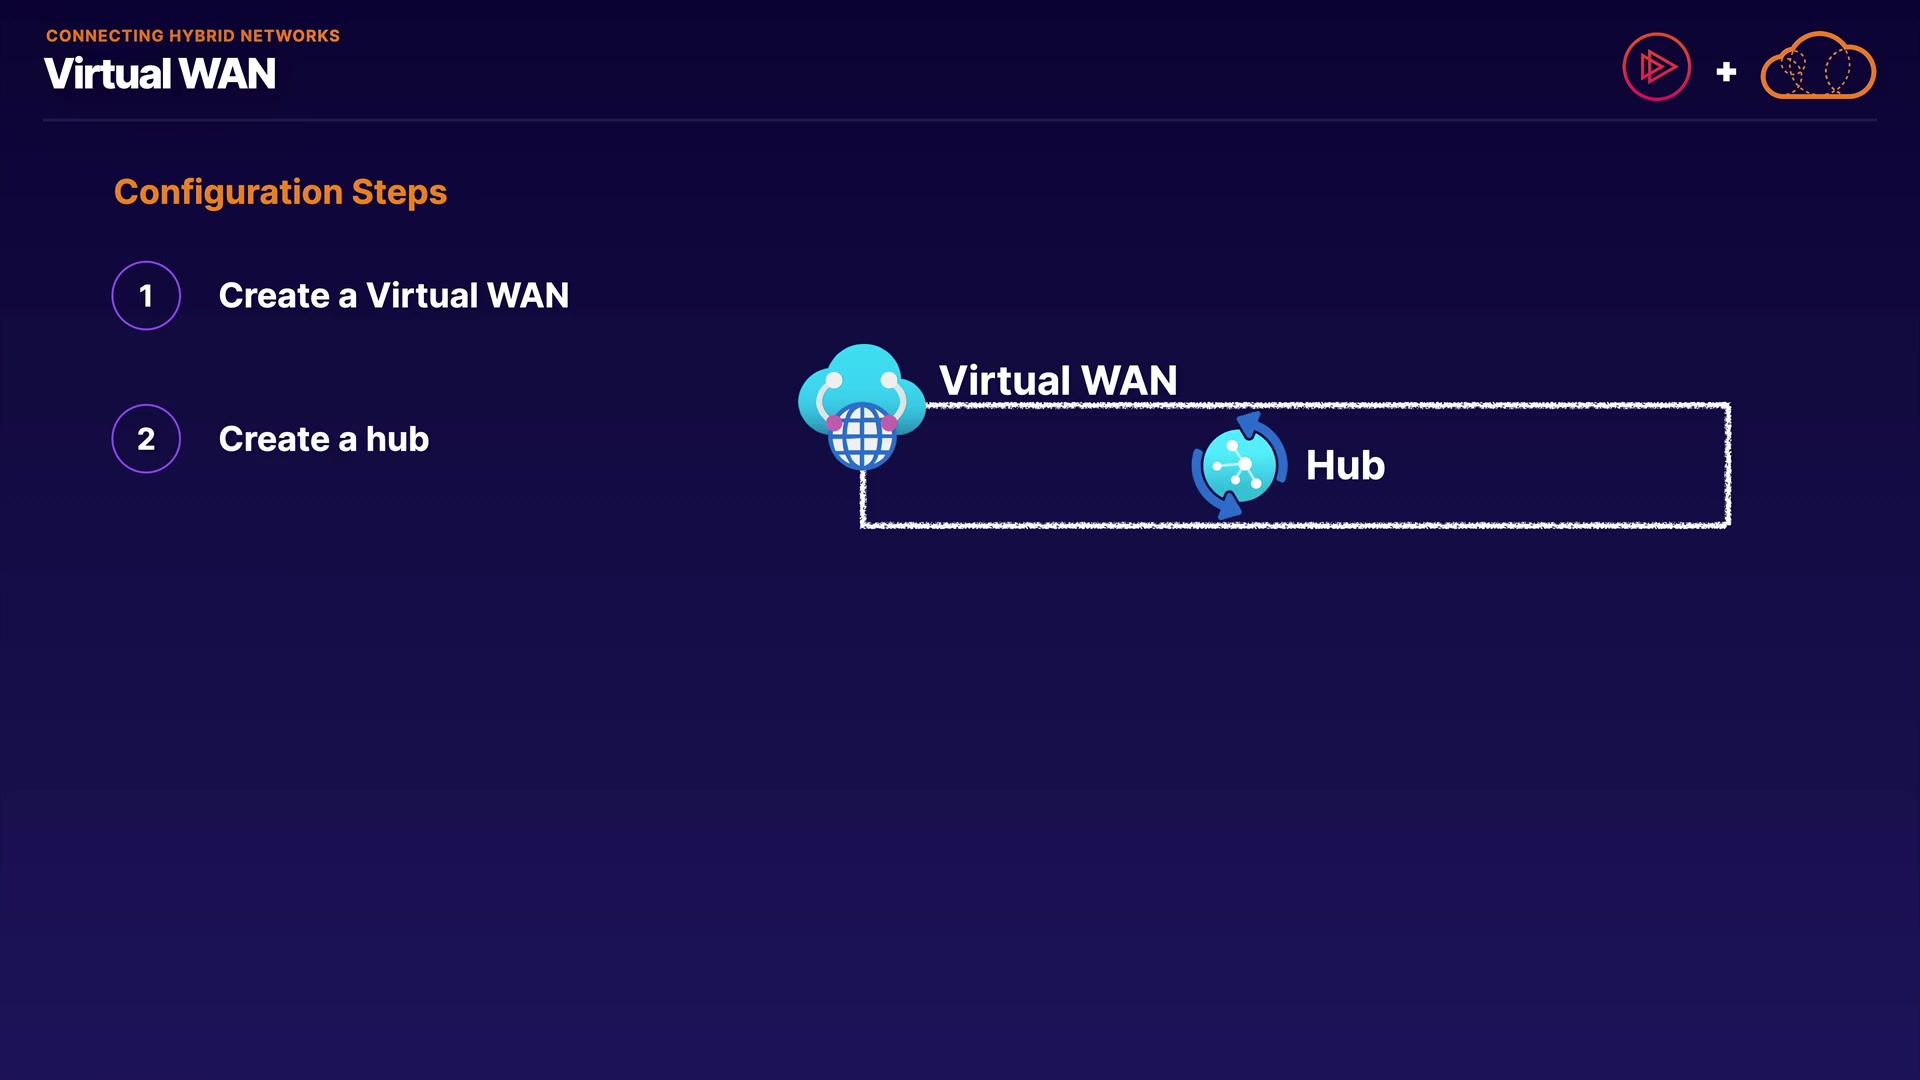 CONNECTING HYBRID NETWORKS
Virtual WAN
Configuration Steps
1 Create a Virtual WAN
2 Create a hub
Virtual WAN
Hub